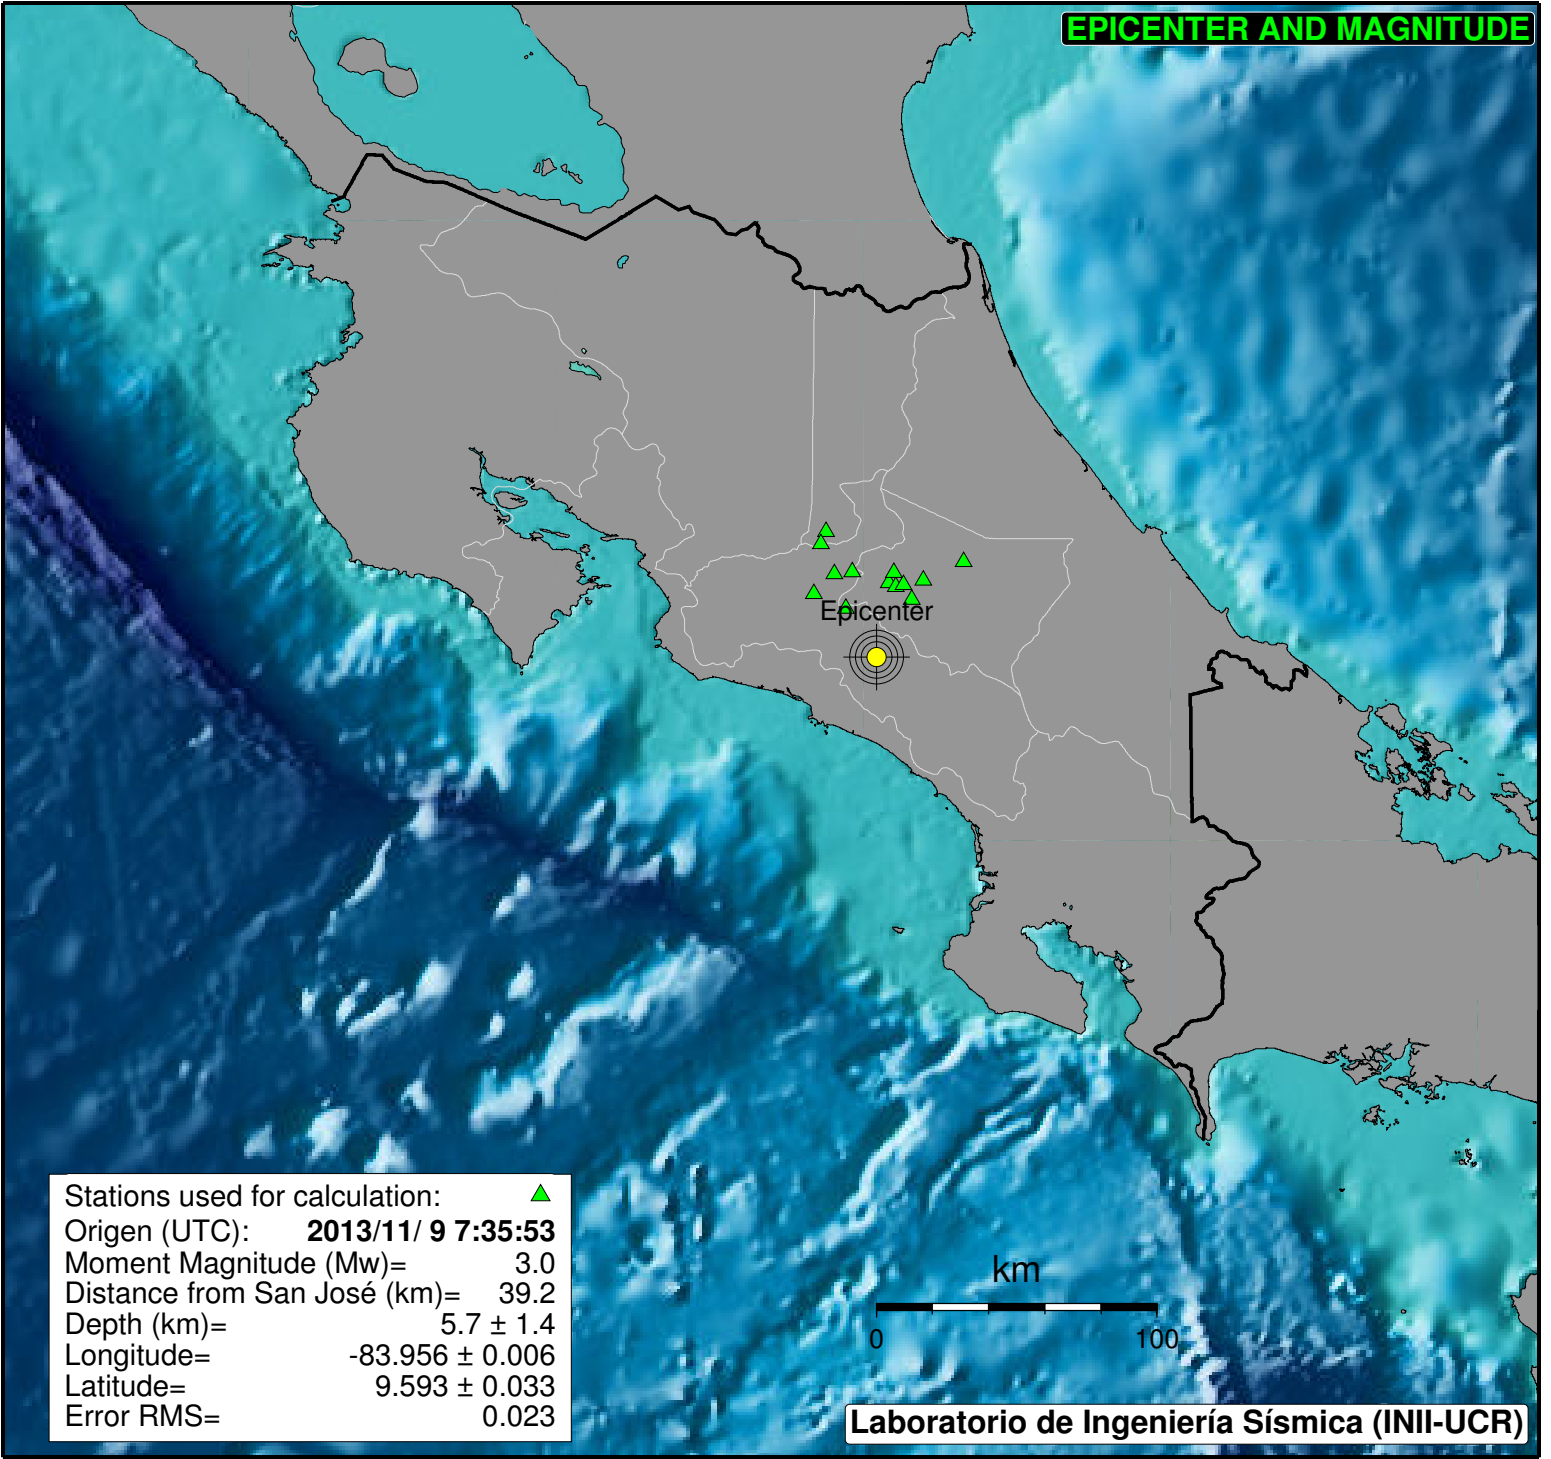 EPICENTER AND MAGNITUDE
Epicenter
Stations used for calculation:
Origen (UTC): 2013/11/ 9 7:35:53
Moment Magnitude (Mw)= 3.0
Distance from San José (km)= 39.2
Depth (km)= 5.7 ± 1.4
Longitude= -83.956 ± 0.006
Latitude= 9.593 ± 0.033
Error RMS= 0.023
km
0 100
Laboratorio de Ingeniería Sísmica (INII-UCR)